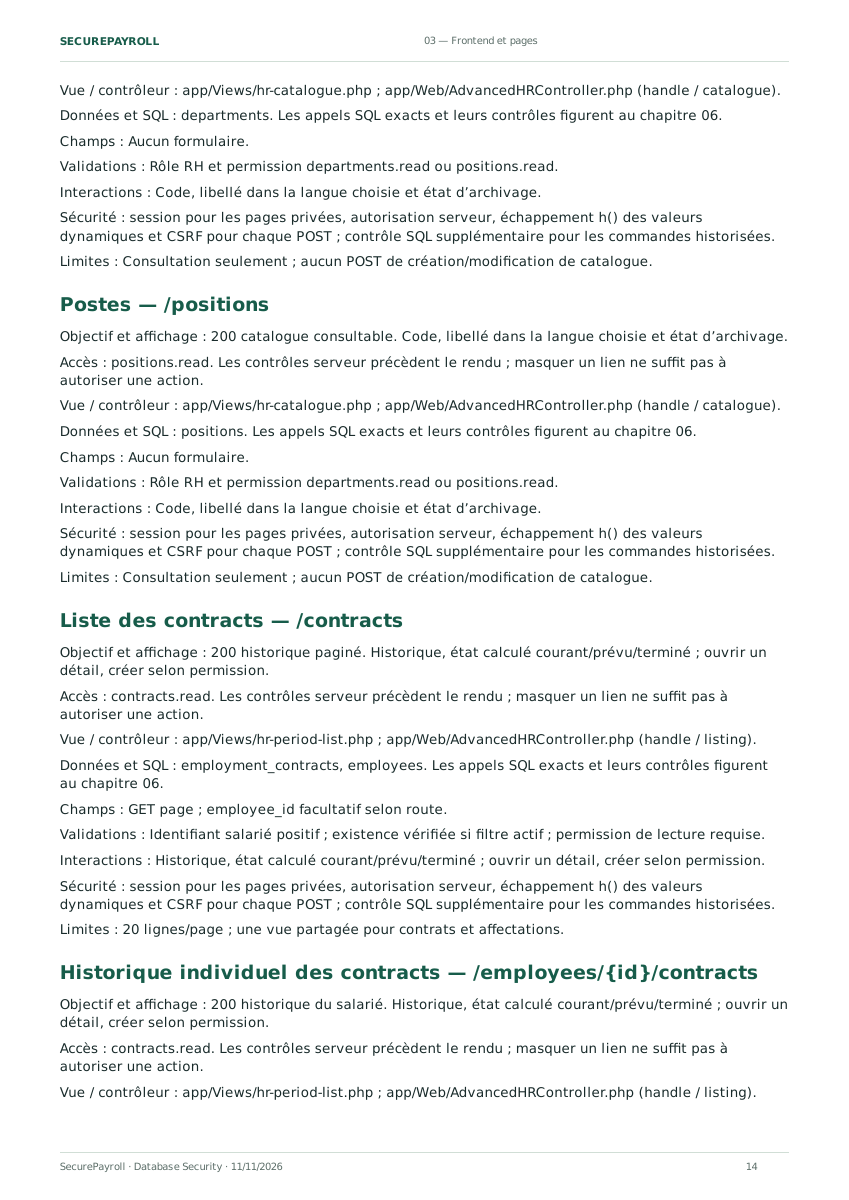 SECUREPAYROLL
03 — Frontend et pages
Vue / contrôleur : app/Views/hr-catalogue.php ; app/Web/AdvancedHRController.php (handle / catalogue).
Données et SQL : departments. Les appels SQL exacts et leurs contrôles figurent au chapitre 06.
Champs : Aucun formulaire.
Validations : Rôle RH et permission departments.read ou positions.read.
Interactions : Code, libellé dans la langue choisie et état d’archivage.
Sécurité : session pour les pages privées, autorisation serveur, échappement h() des valeurs
dynamiques et CSRF pour chaque POST ; contrôle SQL supplémentaire pour les commandes historisées.
Limites : Consultation seulement ; aucun POST de création/modification de catalogue.
Postes — /positions
Objectif et affichage : 200 catalogue consultable. Code, libellé dans la langue choisie et état d’archivage.
Accès : positions.read. Les contrôles serveur précèdent le rendu ; masquer un lien ne suffit pas à
autoriser une action.
Vue / contrôleur : app/Views/hr-catalogue.php ; app/Web/AdvancedHRController.php (handle / catalogue).
Données et SQL : positions. Les appels SQL exacts et leurs contrôles figurent au chapitre 06.
Champs : Aucun formulaire.
Validations : Rôle RH et permission departments.read ou positions.read.
Interactions : Code, libellé dans la langue choisie et état d’archivage.
Sécurité : session pour les pages privées, autorisation serveur, échappement h() des valeurs
dynamiques et CSRF pour chaque POST ; contrôle SQL supplémentaire pour les commandes historisées.
Limites : Consultation seulement ; aucun POST de création/modification de catalogue.
Liste des contracts — /contracts
Objectif et affichage : 200 historique paginé. Historique, état calculé courant/prévu/terminé ; ouvrir un
détail, créer selon permission.
Accès : contracts.read. Les contrôles serveur précèdent le rendu ; masquer un lien ne suffit pas à
autoriser une action.
Vue / contrôleur : app/Views/hr-period-list.php ; app/Web/AdvancedHRController.php (handle / listing).
Données et SQL : employment_contracts, employees. Les appels SQL exacts et leurs contrôles figurent
au chapitre 06.
Champs : GET page ; employee_id facultatif selon route.
Validations : Identifiant salarié positif ; existence vérifiée si filtre actif ; permission de lecture requise.
Interactions : Historique, état calculé courant/prévu/terminé ; ouvrir un détail, créer selon permission.
Sécurité : session pour les pages privées, autorisation serveur, échappement h() des valeurs
dynamiques et CSRF pour chaque POST ; contrôle SQL supplémentaire pour les commandes historisées.
Limites : 20 lignes/page ; une vue partagée pour contrats et affectations.
Historique individuel des contracts — /employees/{id}/contracts
Objectif et affichage : 200 historique du salarié. Historique, état calculé courant/prévu/terminé ; ouvrir un
détail, créer selon permission.
Accès : contracts.read. Les contrôles serveur précèdent le rendu ; masquer un lien ne suffit pas à
autoriser une action.
Vue / contrôleur : app/Views/hr-period-list.php ; app/Web/AdvancedHRController.php (handle / listing).
SecurePayroll · Database Security · 11/11/2026
14